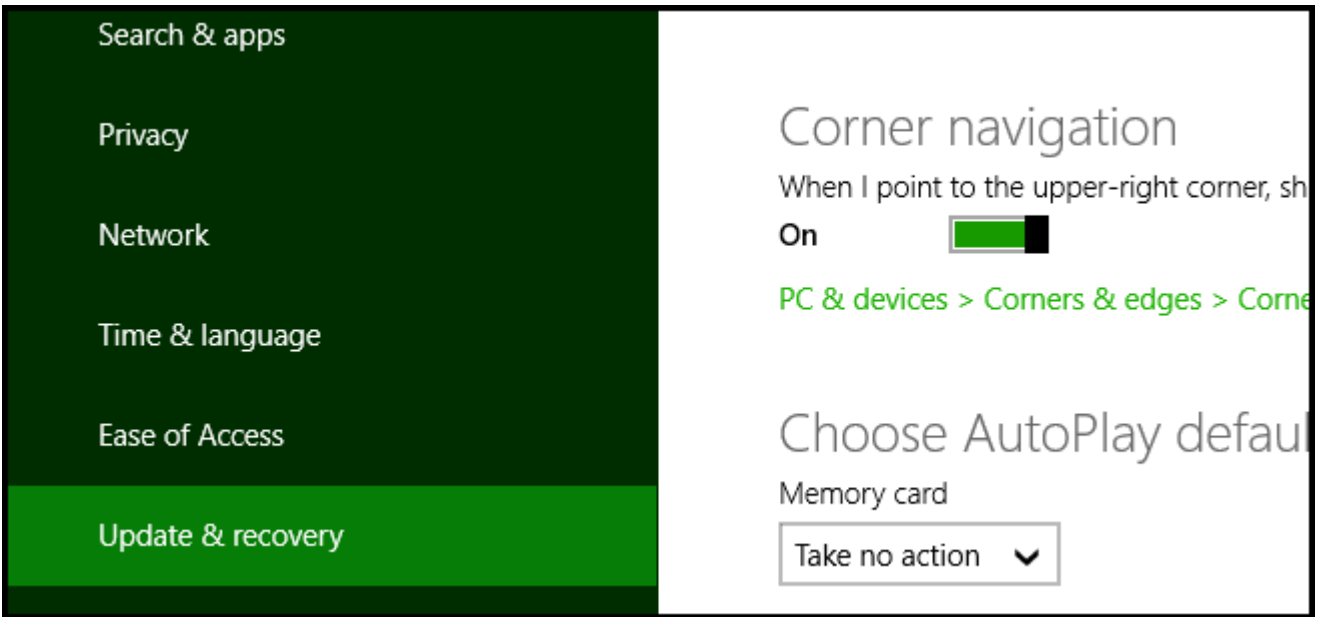 Search & apps
Privacy
Network
Time & language
Ease of Access
Update & recovery
Corner navigation
When I point to the upper-right corner, sh
On
PC & devices > Corners & edges > Corne
Choose AutoPlay defaul
Memory card
Take no action